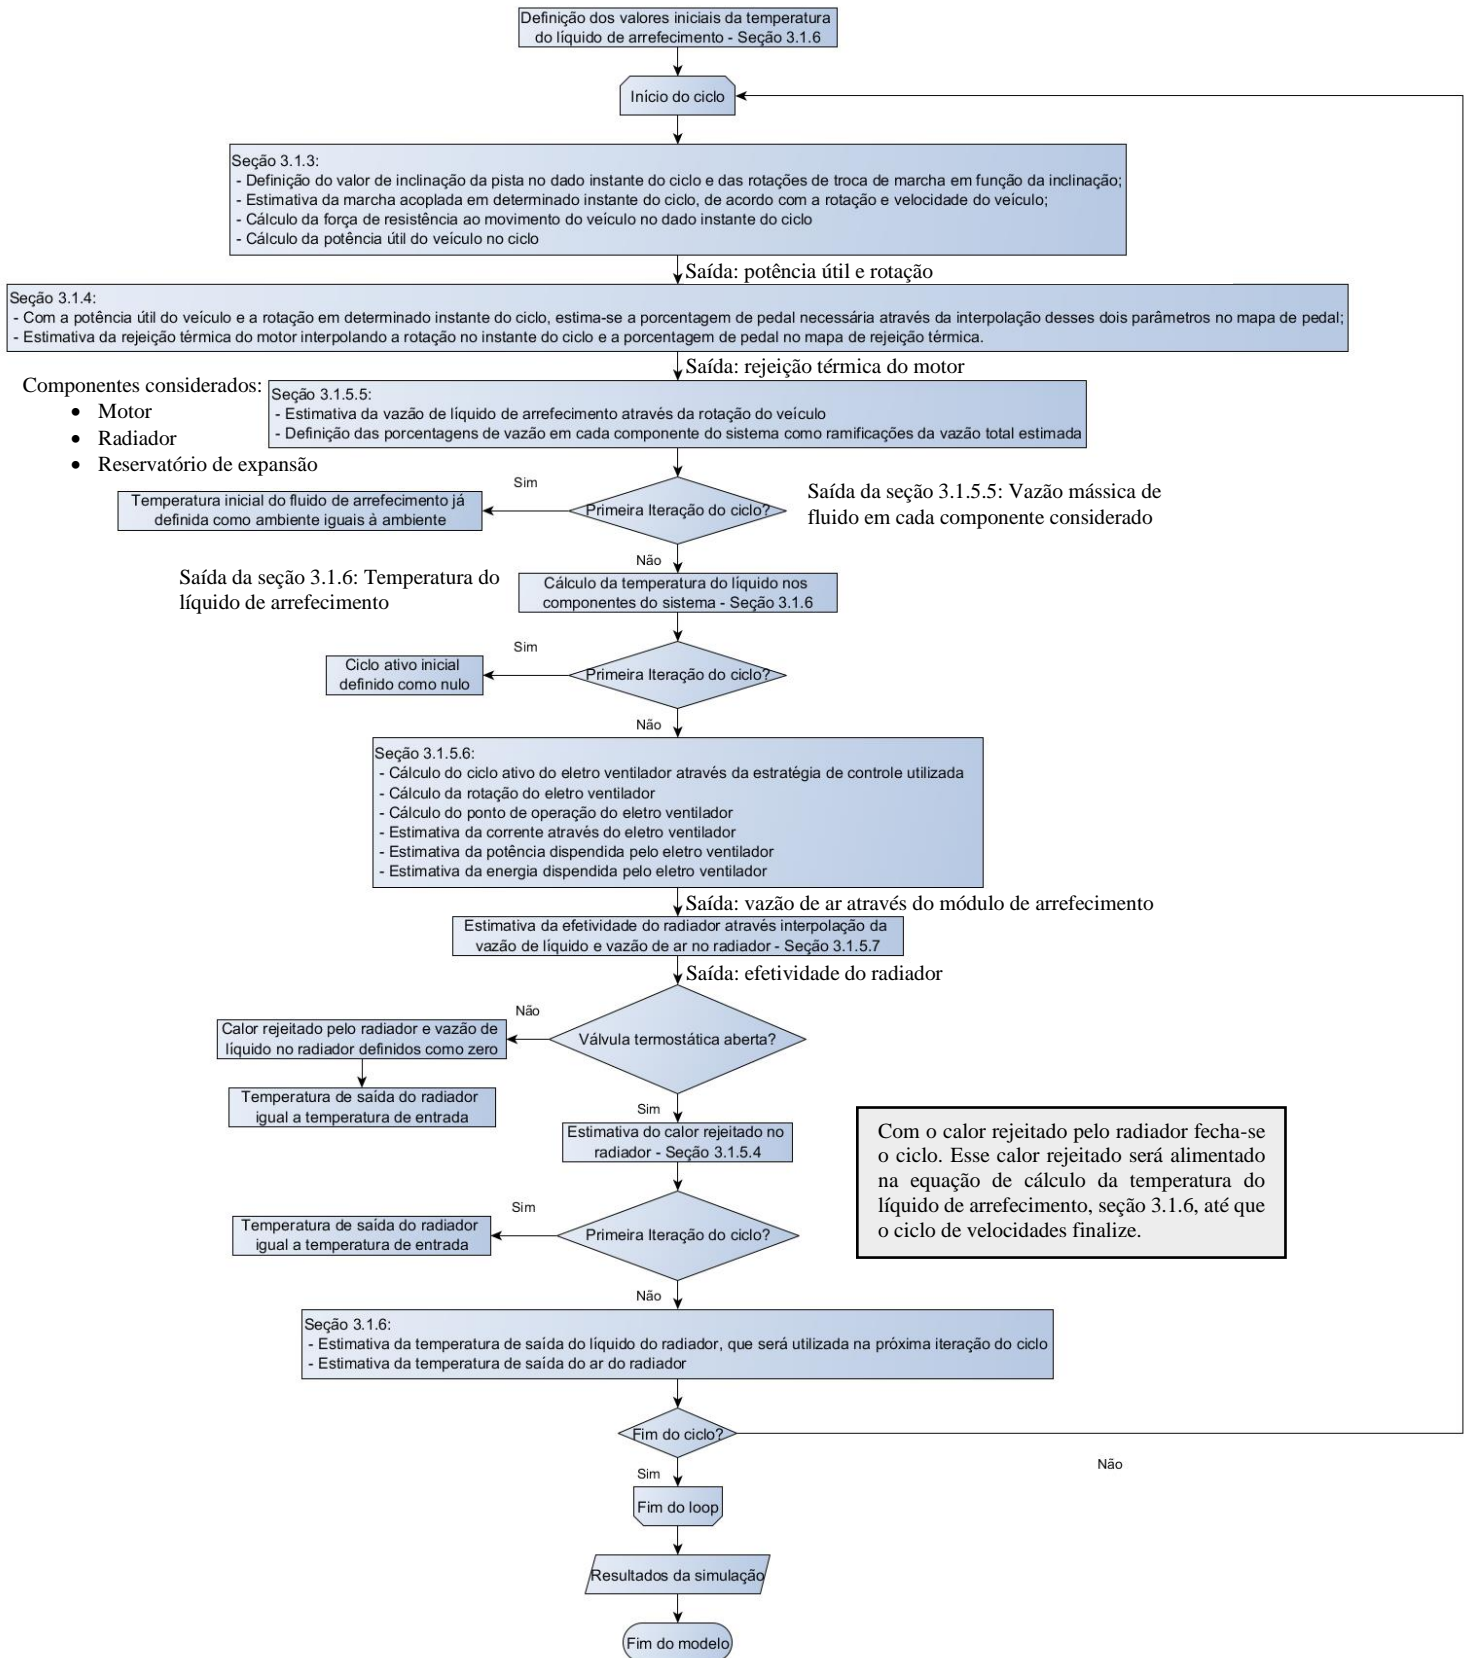 Definição dos valores iniciais da temperatura
do líquido de arrefecimento - Seção 3.1.6
Início do ciclo
Seção 3.1.3:
- Definição do valor de inclinação da pista no dado instante do ciclo e das rotações de troca de marcha em função da inclinação;
- Estimativa da marcha acoplada em determinado instante do ciclo, de acordo com a rotação e velocidade do veículo;
- Cálculo da força de resistência ao movimento do veículo no dado instante do ciclo
- Cálculo da potência útil do veículo no ciclo
Saída: potência útil e rotação
Seção 3.1.4:
- Com a potência útil do veículo e a rotação em determinado instante do ciclo, estima-se a porcentagem de pedal necessária através da interpolação desses dois parâmetros no mapa de pedal;
- Estimativa da rejeição térmica do motor interpolando a rotação no instante do ciclo e a porcentagem de pedal no mapa de rejeição térmica.
Saída: rejeição térmica do motor
Componentes considerados:
• Motor
• Radiador
• Reservatório de expansão
Seção 3.1.5.5:
- Estimativa da vazão de líquido de arrefecimento através da rotação do veículo
- Definição das porcentagens de vazão em cada componente do sistema como ramificações da vazão total estimada
Sim
Temperatura inicial do fluido de arrefecimento já
definida como ambiente iguais à ambiente
Primeira Iteração do ciclo?
Saída da seção 3.1.5.5: Vazão mássica de
fluido em cada componente considerado
Não
Saída da seção 3.1.6: Temperatura do
líquido de arrefecimento
Cálculo da temperatura do líquido nos
componentes do sistema - Seção 3.1.6
Sim
Ciclo ativo inicial
definido como nulo
Primeira Iteração do ciclo?
Não
Seção 3.1.5.6:
- Cálculo do ciclo ativo do eletro ventilador através da estratégia de controle utilizada
- Cálculo da rotação do eletro ventilador
- Cálculo do ponto de operação do eletro ventilador
- Estimativa da corrente através do eletro ventilador
- Estimativa da potência dispendida pelo eletro ventilador
- Estimativa da energia dispendida pelo eletro ventilador
Saída: vazão de ar através do módulo de arrefecimento
Estimativa da efetividade do radiador através interpolação da
vazão de líquido e vazão de ar no radiador - Seção 3.1.5.7
Saída: efetividade do radiador
Não
Calor rejeitado pelo radiador e vazão de
líquido no radiador definidos como zero
Válvula termostática aberta?
Temperatura de saída do radiador
igual a temperatura de entrada
Sim
Estimativa do calor rejeitado no
radiador - Seção 3.1.5.4
Com o calor rejeitado pelo radiador fecha-se
o ciclo. Esse calor rejeitado será alimentado
na equação de cálculo da temperatura do
líquido de arrefecimento, seção 3.1.6, até que
o ciclo de velocidades finalize.
Sim
Temperatura de saída do radiador
igual a temperatura de entrada
Primeira Iteração do ciclo?
Não
Seção 3.1.6:
- Estimativa da temperatura de saída do líquido do radiador, que será utilizada na próxima iteração do ciclo
- Estimativa da temperatura de saída do ar do radiador
Fim do ciclo?
Não
Sim
Fim do loop
Resultados da simulação
Fim do modelo